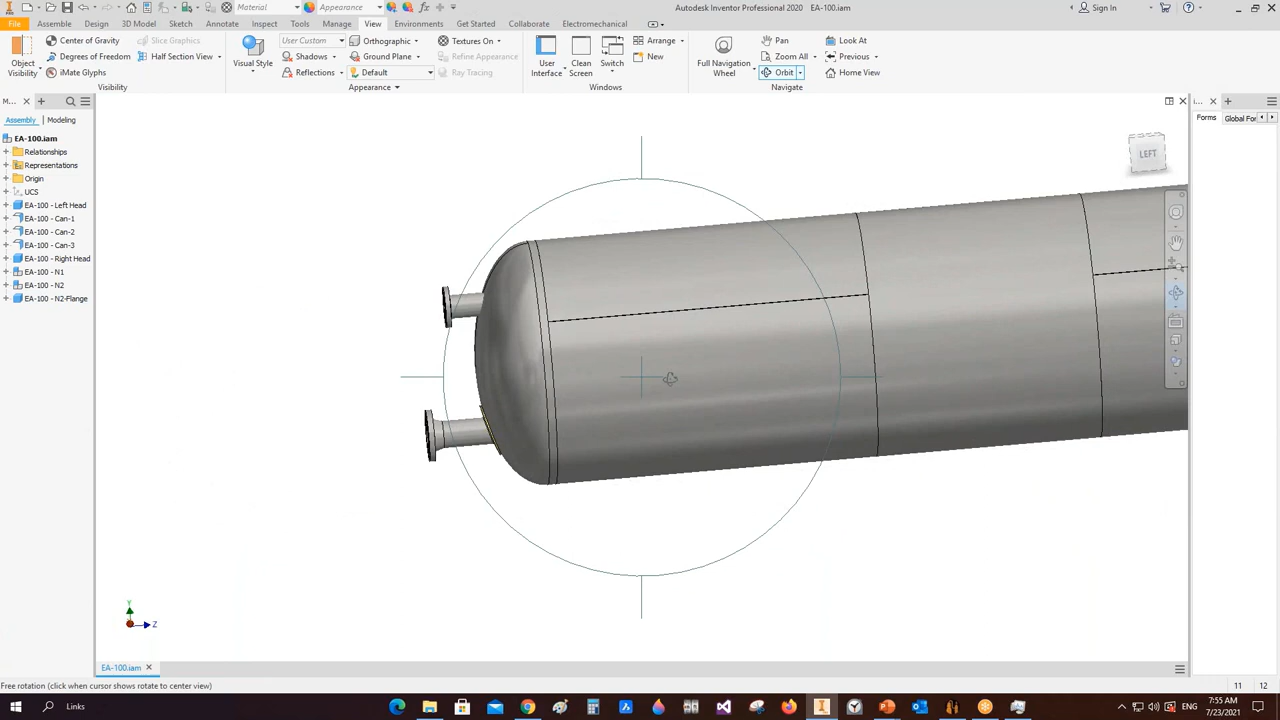 Material
Appearance
Autodesk Inventor Professional 2020 EA-100.iam
Sign In
File Assemble Design 3D Model Sketch Annotate Inspect Tools Manage View Environments Get Started Collaborate Electromechanical
Object Visibility
Center of Gravity
Degrees of Freedom
iMate Glyphs
Slice Graphics
Half Section View
Visibility
Visual Style
User Custom
Shadows
Reflections
Orthographic
Ground Plane
Default
Textures On
Refine Appearance
Ray Tracing
Appearance
User Interface
Clean Screen
Switch
Arrange
New
Windows
Full Navigation Wheel
Pan
Zoom All
Orbit
Look At
Previous
Home View
Navigate
M...
Assembly Modeling
EA-100.iam
Relationships
Representations
Origin
UCS
EA-100 - Left Head
EA-100 - Can-1
EA-100 - Can-2
EA-100 - Can-3
EA-100 - Right Head
EA-100 - N1
EA-100 - N2
EA-100 - N2-Flange
LEFT
i...
Forms Global For
Y
Z
EA-100.iam
Free rotation (click when cursor shows rotate to center view)
11 12
Links
7:55 AM
7/23/2021